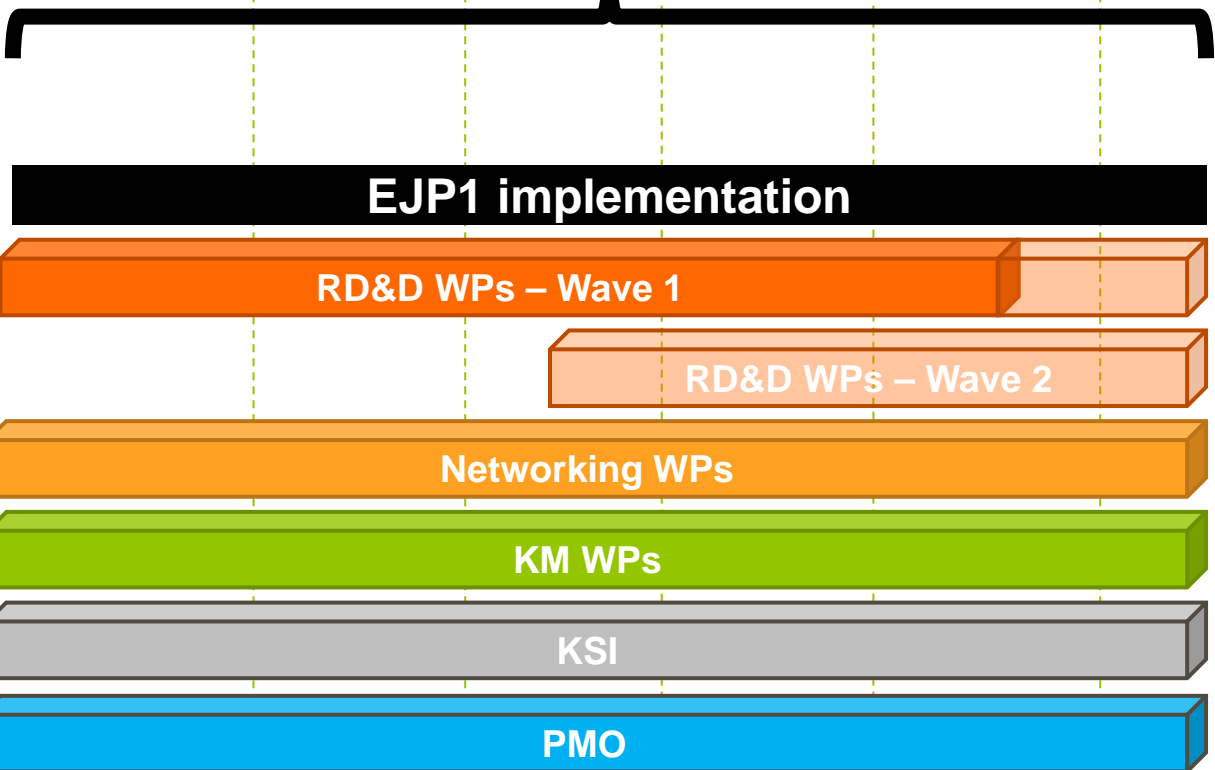 EJP1 implementation
RD&D WPs – Wave 1
RD&D WPs – Wave 2
Networking WPs
KM WPs
KSI
PMO